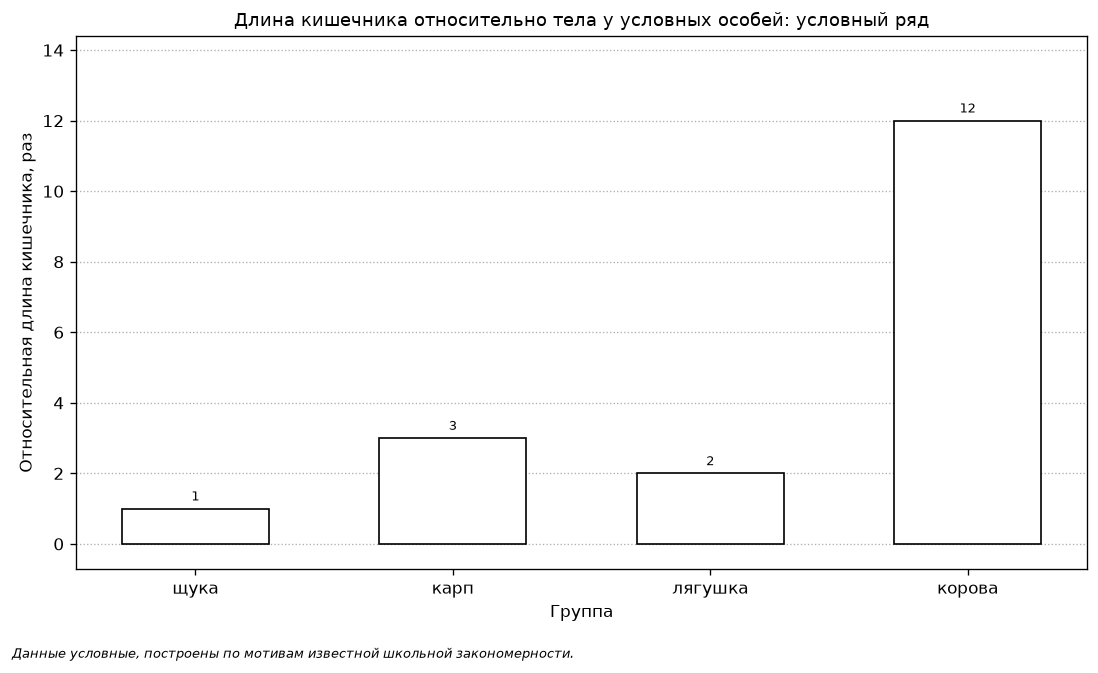 Длина кишечника относительно тела у условных особей: условный ряд
Относительная длина кишечника, раз
14
12
10
8
6
4
2
0
1
3
2
12
щука карп лягушка корова
Группа
Данные условные, построены по мотивам известной школьной закономерности.